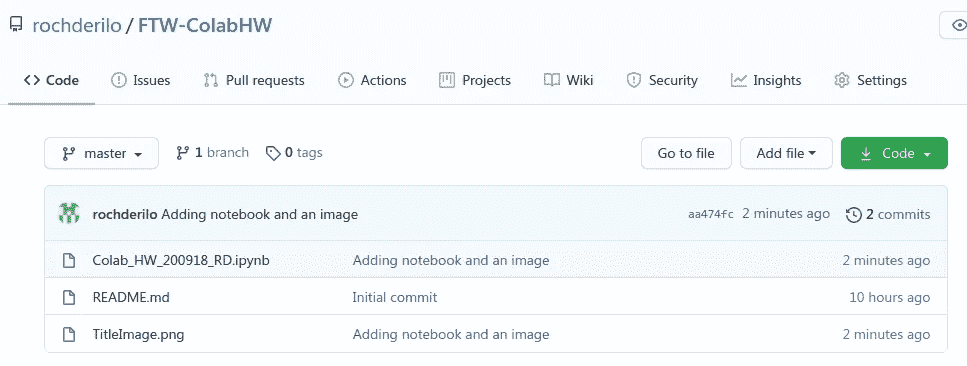 rochderilo / FTW-ColabHW
Code Issues Pull requests Actions Projects Wiki Security Insights Settings
master 1 branch 0 tags Go to file Add file Code
rochderilo Adding notebook and an image aa474fc 2 minutes ago 2 commits
Colab_HW_200918_RD.ipynb Adding notebook and an image 2 minutes ago
README.md Initial commit 10 hours ago
TitleImage.png Adding notebook and an image 2 minutes ago